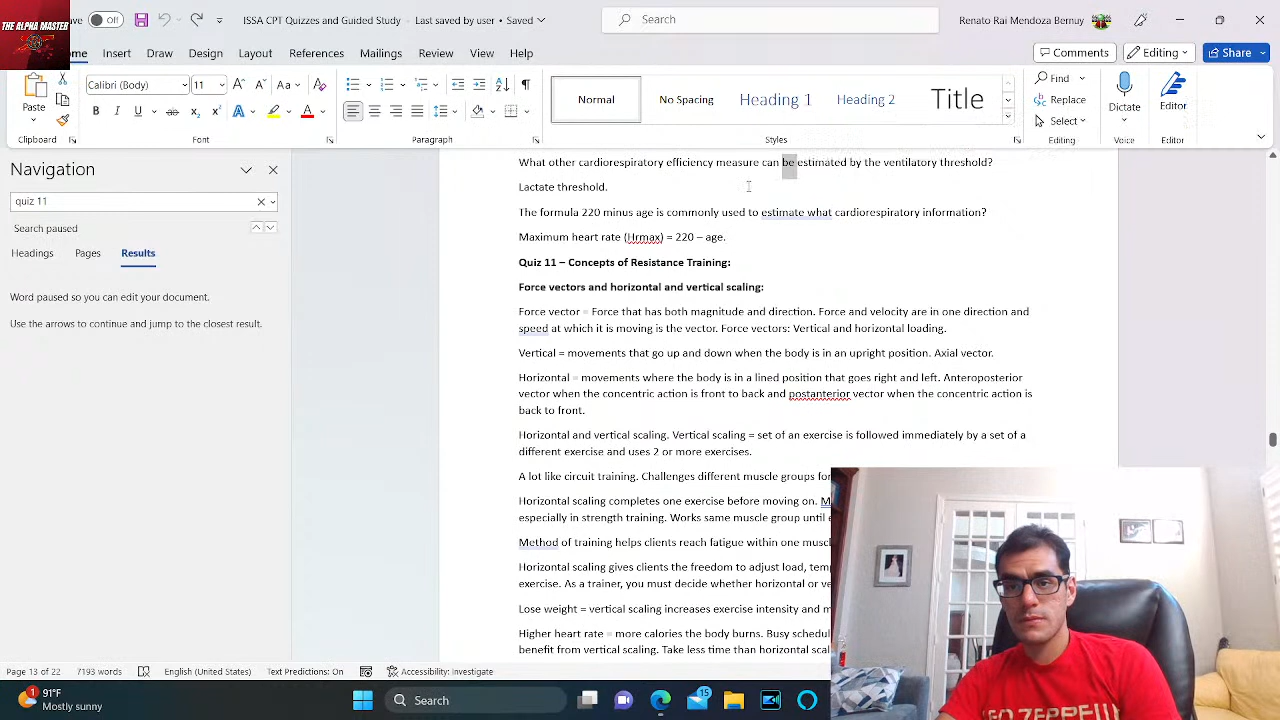 THE ALPHA MASTER
ve Off ISSA CPT Quizzes and Guided Study • Last saved by user • Saved Search Renato Rai Mendoza Bernuy
me Insert Draw Design Layout References Mailings Review View Help Comments Editing Share
Paste
Calibri (Body) 11 Aa
B I U ab x₂ x² A A A
Normal No Spacing Heading 1 Heading 2 Title
Find
Replace
Select
Dictate
Editor
Clipboard Font Paragraph Styles Editing Voice Editor
Navigation
quiz 11
Search paused
Headings Pages Results
Word paused so you can edit your document.
Use the arrows to continue and jump to the closest result.
What other cardiorespiratory efficiency measure can be estimated by the ventilatory threshold?
Lactate threshold.
The formula 220 minus age is commonly used to estimate what cardiorespiratory information?
Maximum heart rate (Hrmax) = 220 – age.
Quiz 11 – Concepts of Resistance Training:
Force vectors and horizontal and vertical scaling:
Force vector = Force that has both magnitude and direction. Force and velocity are in one direction and
speed at which it is moving is the vector. Force vectors: Vertical and horizontal loading.
Vertical = movements that go up and down when the body is in an upright position. Axial vector.
Horizontal = movements where the body is in a lined position that goes right and left. Anteroposterior
vector when the concentric action is front to back and postanterior vector when the concentric action is
back to front.
Horizontal and vertical scaling. Vertical scaling = set of an exercise is followed immediately by a set of a
different exercise and uses 2 or more exercises.
A lot like circuit training. Challenges different muscle groups for
Horizontal scaling completes one exercise before moving on.
especially in strength training. Works same muscle group until
Method of training helps clients reach fatigue within one
Horizontal scaling gives clients the freedom to adjust load,
exercise. As a trainer, you must decide whether horizontal or
Lose weight = vertical scaling increases exercise intensity and
Higher heart rate = more calories the body burns. Busy
benefit from vertical scaling. Take less time than horizontal
Page 13 of 22 7193 words English (United States) Text Predictions: On Accessibility: Investigate
1
91°F
Mostly sunny
Search
15